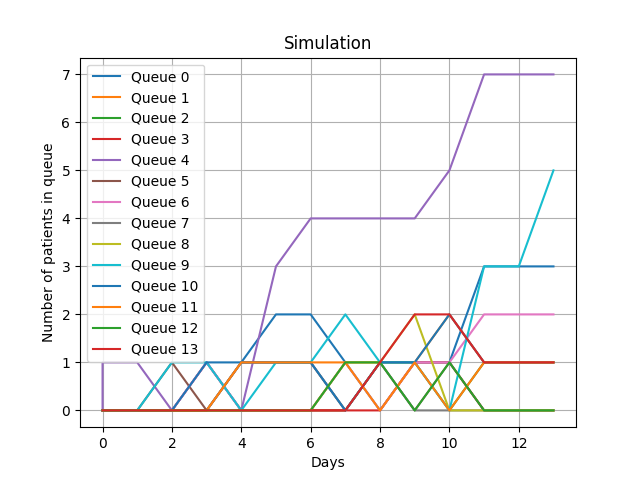 Simulation
7
6
5
4
3
2
1
0
Number of patients in queue
Queue 0
Queue 1
Queue 2
Queue 3
Queue 4
Queue 5
Queue 6
Queue 7
Queue 8
Queue 9
Queue 10
Queue 11
Queue 12
Queue 13
0 2 4 6 8 10 12
Days